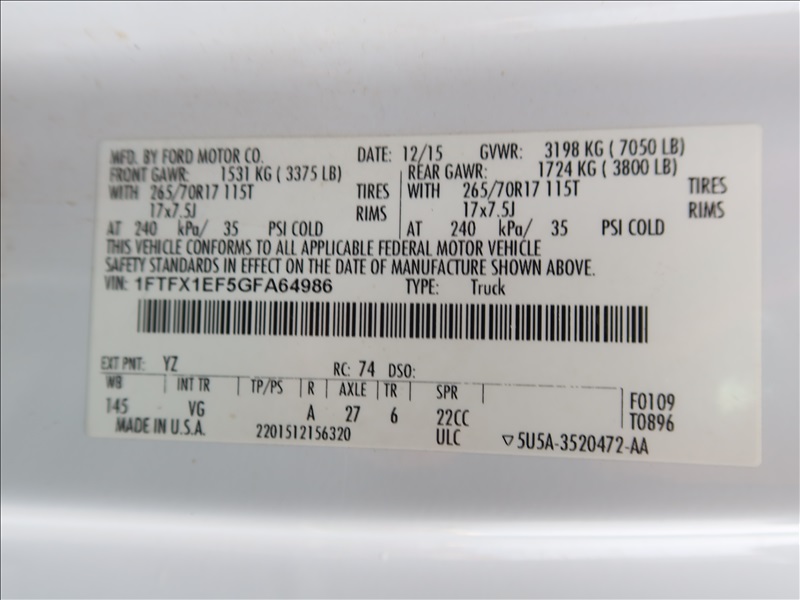 MFD. BY FORD MOTOR CO. DATE: 12/15 GVWR: 3198 KG ( 7050 LB)
FRONT GAWR: 1531 KG ( 3375 LB) REAR GAWR: 1724 KG ( 3800 LB)
WITH 265/70R17 115T TIRES WITH 265/70R17 115T TIRES
17x7.5J RIMS 17x7.5J RIMS
AT 240 kPa/ 35 PSI COLD AT 240 kPa/ 35 PSI COLD
THIS VEHICLE CONFORMS TO ALL APPLICABLE FEDERAL MOTOR VEHICLE
SAFETY STANDARDS IN EFFECT ON THE DATE OF MANUFACTURE SHOWN ABOVE.
VIN: 1FTFX1EF5GFA64986 TYPE: Truck
EXT PNT: YZ RC: 74 DSO:
WB INT TR TP/PS R AXLE TR SPR
145 VG A 27 6 22CC F0109
T0896
MADE IN U.S.A. 2201512156320 ULC ▽5U5A-3520472-AA